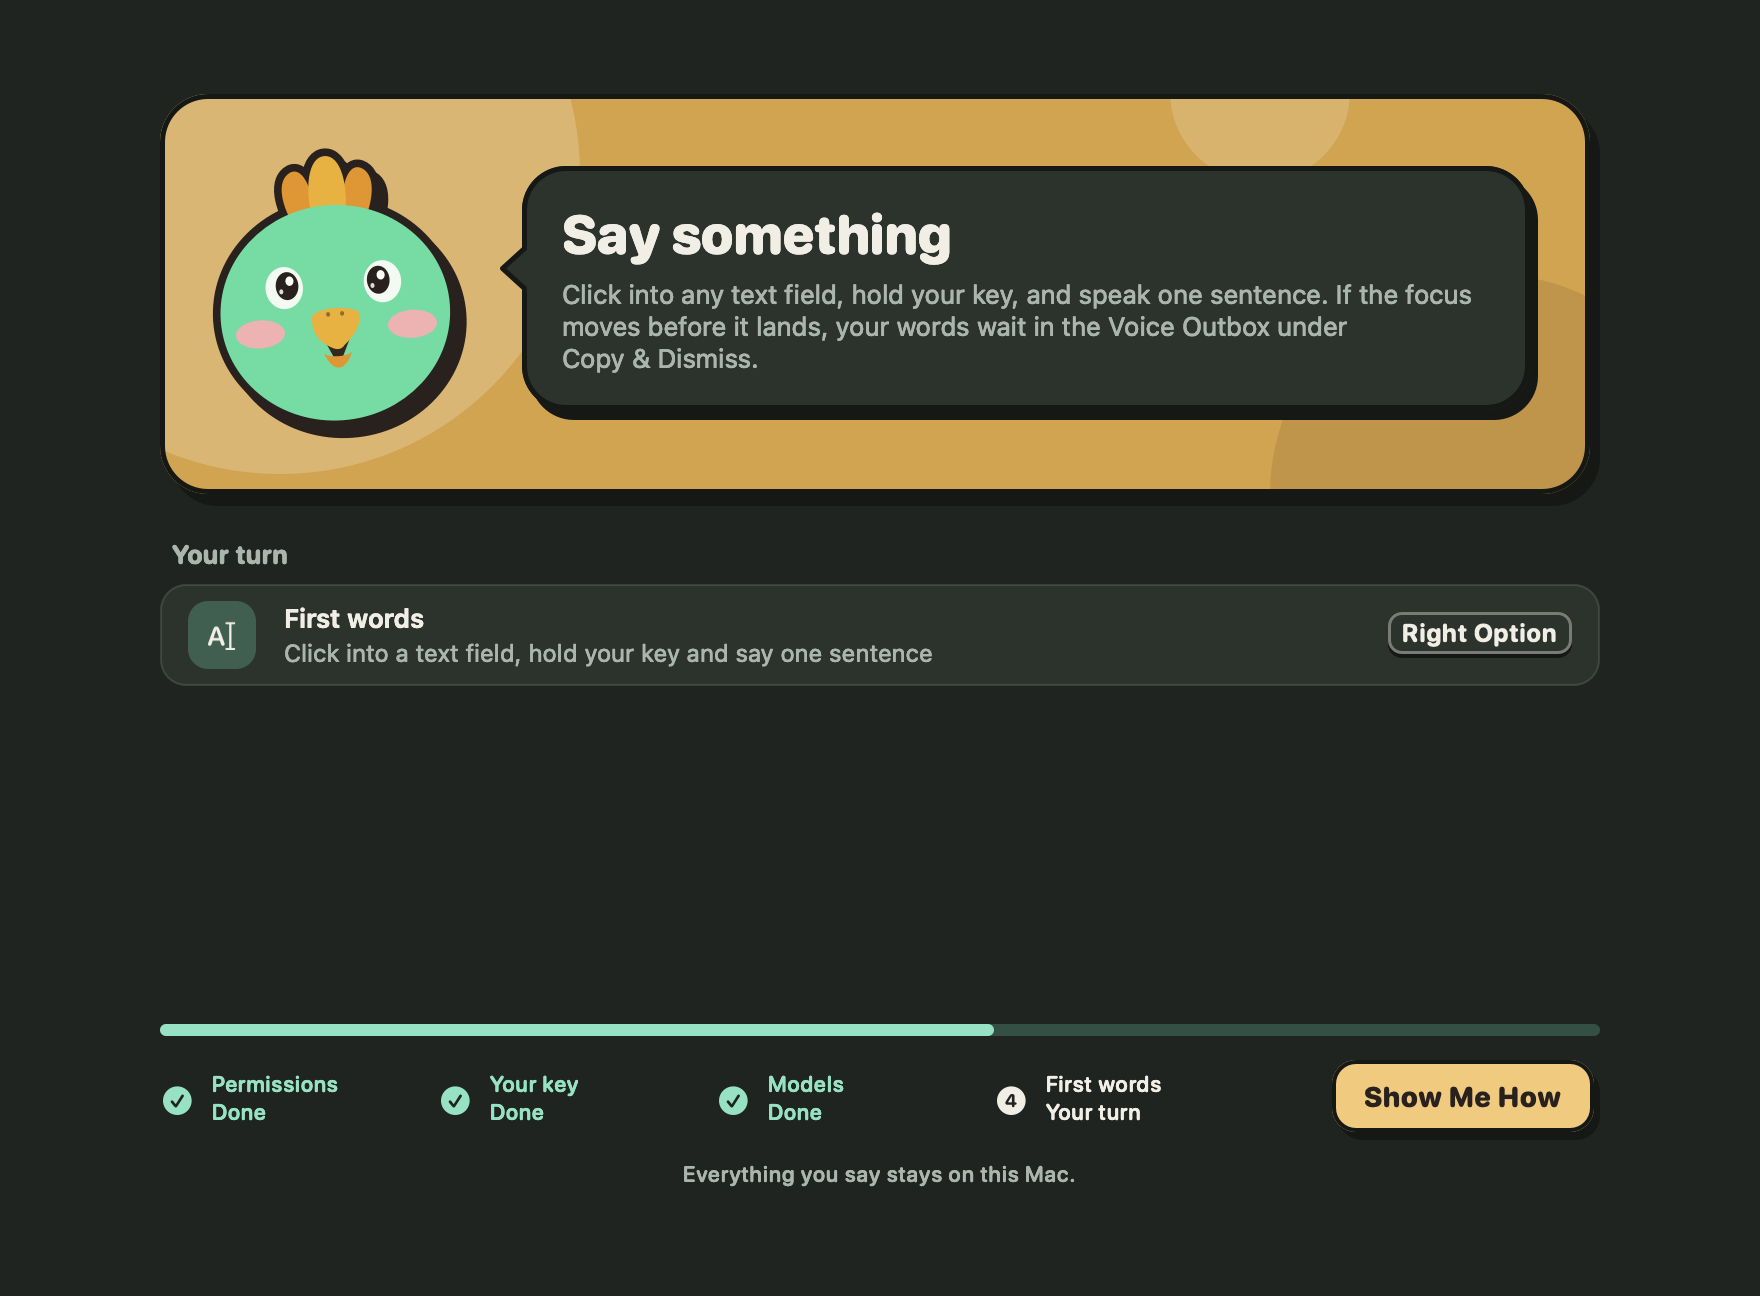 Say something
Click into any text field, hold your key, and speak one sentence. If the focus
moves before it lands, your words wait in the Voice Outbox under
Copy & Dismiss.
Your turn
A
First words
Click into a text field, hold your key and say one sentence
Right Option
Permissions
Done
Your key
Done
Models
Done
4
First words
Your turn
Show Me How
Everything you say stays on this Mac.